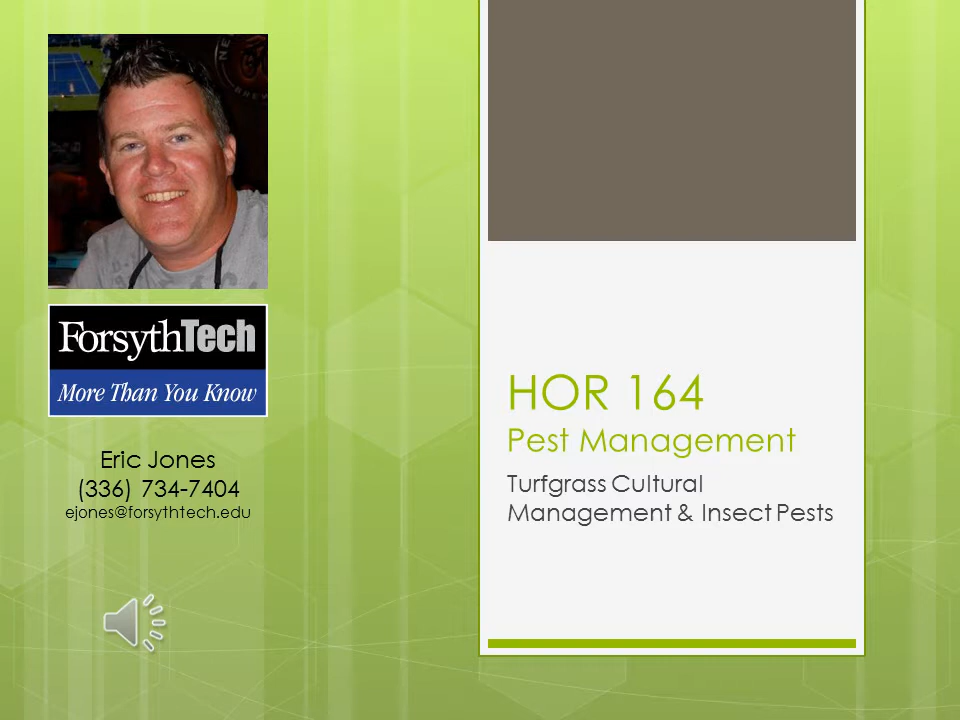 ForsythTech
More Than You Know
Eric Jones
(336) 734-7404
ejones@forsythtech.edu
HOR 164
Pest Management
Turfgrass Cultural
Management & Insect Pests